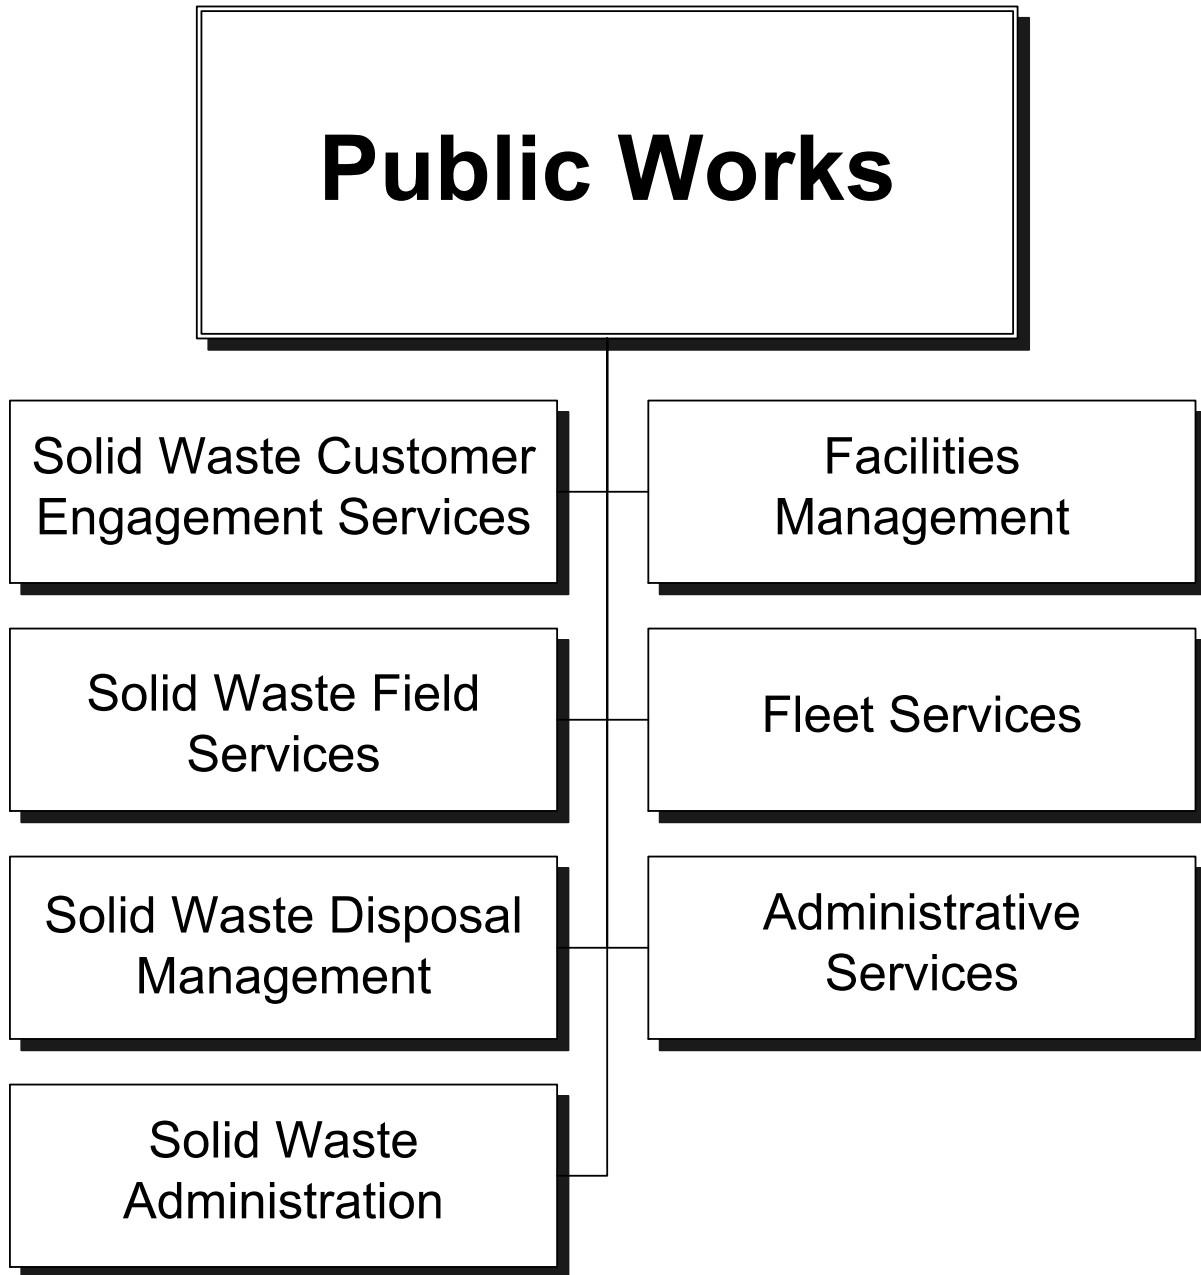 Public Works
Solid Waste Customer
Engagement Services
Facilities
Management
Solid Waste Field
Services
Fleet Services
Solid Waste Disposal
Management
Administrative
Services
Solid Waste
Administration